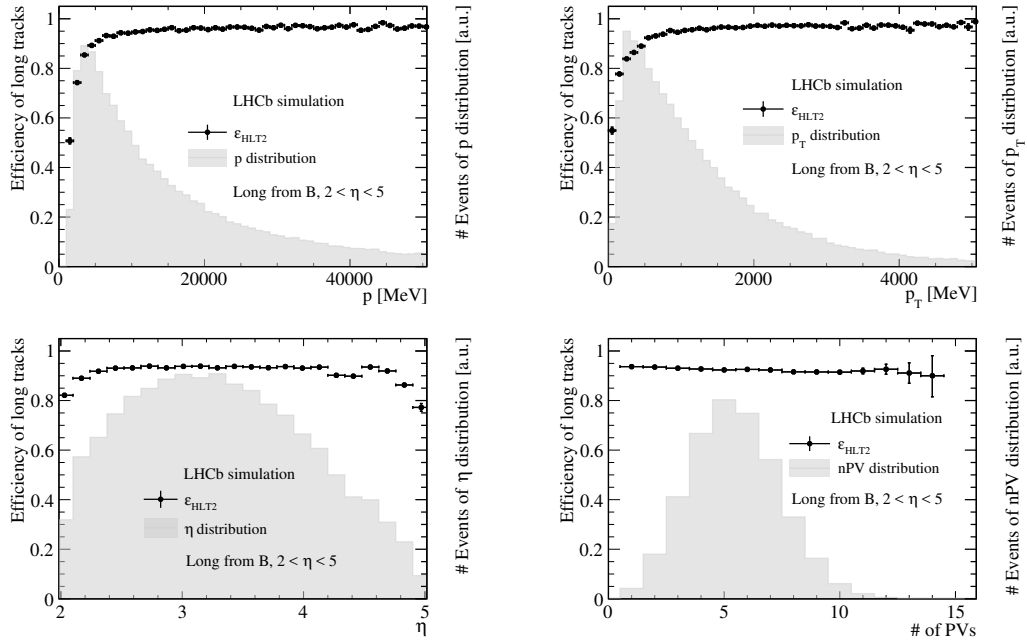 Efficiency of long tracks
1
0.8
0.6
0.4
0.2
0
LHCb simulation
ε_HLT2
p distribution
Long from B, 2 < η < 5
0 20000 40000
p [MeV]
# Events of p distribution [a.u.]
Efficiency of long tracks
1
0.8
0.6
0.4
0.2
0
LHCb simulation
ε_HLT2
p_T distribution
Long from B, 2 < η < 5
0 2000 4000
p_T [MeV]
# Events of p_T distribution [a.u.]
Efficiency of long tracks
1
0.8
0.6
0.4
0.2
0
LHCb simulation
ε_HLT2
η distribution
Long from B, 2 < η < 5
2 3 4 5
η
# Events of η distribution [a.u.]
Efficiency of long tracks
1
0.8
0.6
0.4
0.2
0
LHCb simulation
ε_HLT2
nPV distribution
Long from B, 2 < η < 5
0 5 10 15
# of PVs
# Events of nPV distribution [a.u.]